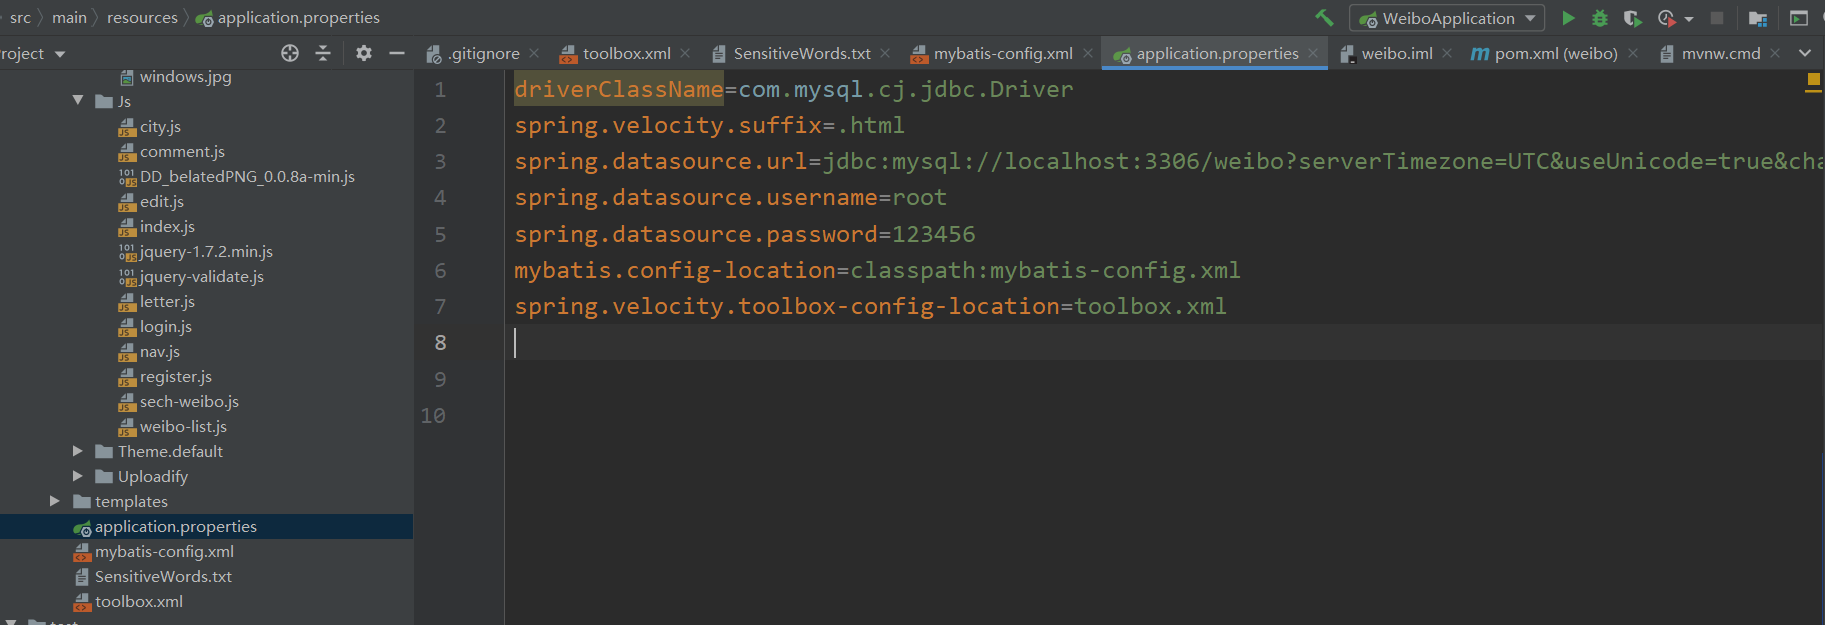 src main resources application.properties WeiboApplication
roject .gitignore toolbox.xml SensitiveWords.txt mybatis-config.xml application.properties weibo.iml pom.xml (weibo) mvnw.cmd
windows.jpg
Js
city.js
comment.js
DD_belatedPNG_0.0.8a-min.js
edit.js
index.js
jquery-1.7.2.min.js
jquery-validate.js
letter.js
login.js
nav.js
register.js
sech-weibo.js
weibo-list.js
Theme.default
Uploadify
templates
application.properties
mybatis-config.xml
SensitiveWords.txt
toolbox.xml
test
1 driverClassName=com.mysql.cj.jdbc.Driver
2 spring.velocity.suffix=.html
3 spring.datasource.url=jdbc:mysql://localhost:3306/weibo?serverTimezone=UTC&useUnicode=true&cha
4 spring.datasource.username=root
5 spring.datasource.password=123456
6 mybatis.config-location=classpath:mybatis-config.xml
7 spring.velocity.toolbox-config-location=toolbox.xml
8
9
10